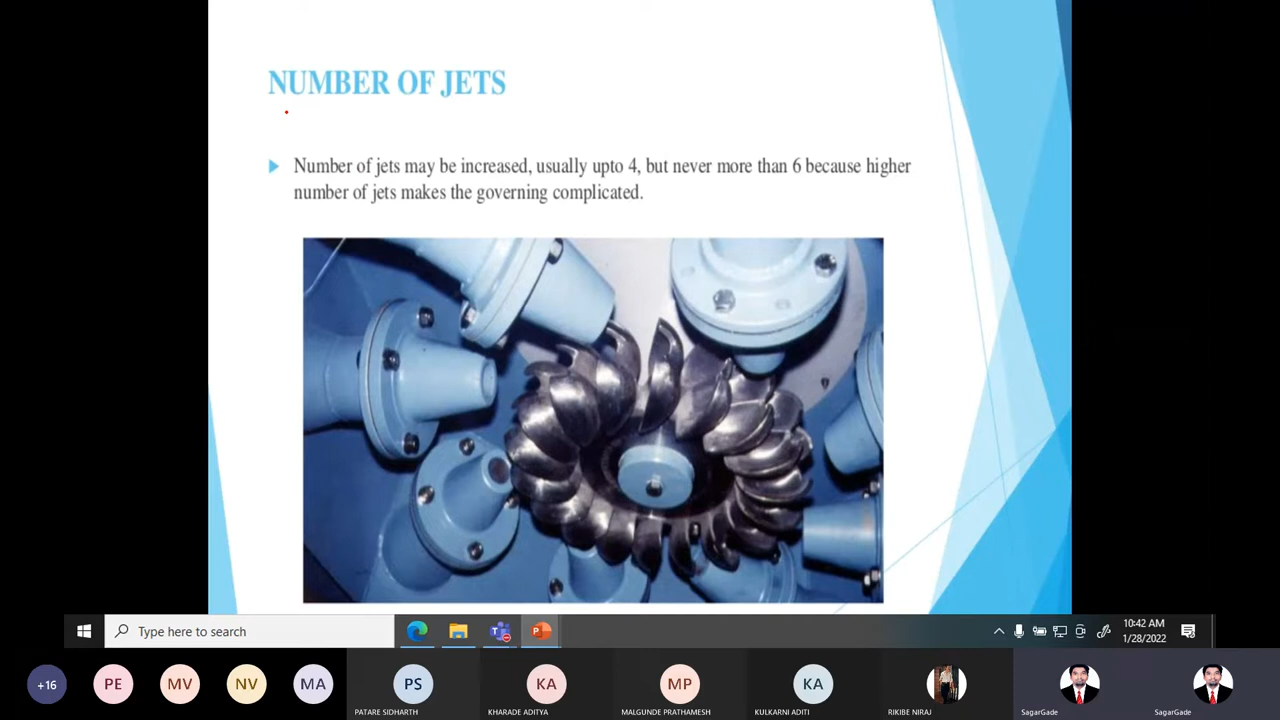 NUMBER OF JETS
Number of jets may be increased, usually upto 4, but never more than 6 because higher
number of jets makes the governing complicated.
Type here to search
10:42 AM
1/28/2022
+16
PE
MV
NV
MA
PS
KA
MP
KA
PATARE SIDHARTH
KHARADE ADITYA
MALGUNDE PRATHAMESH
KULKARNI ADITI
RIKIBE NIRAJ
SagarGade
SagarGade